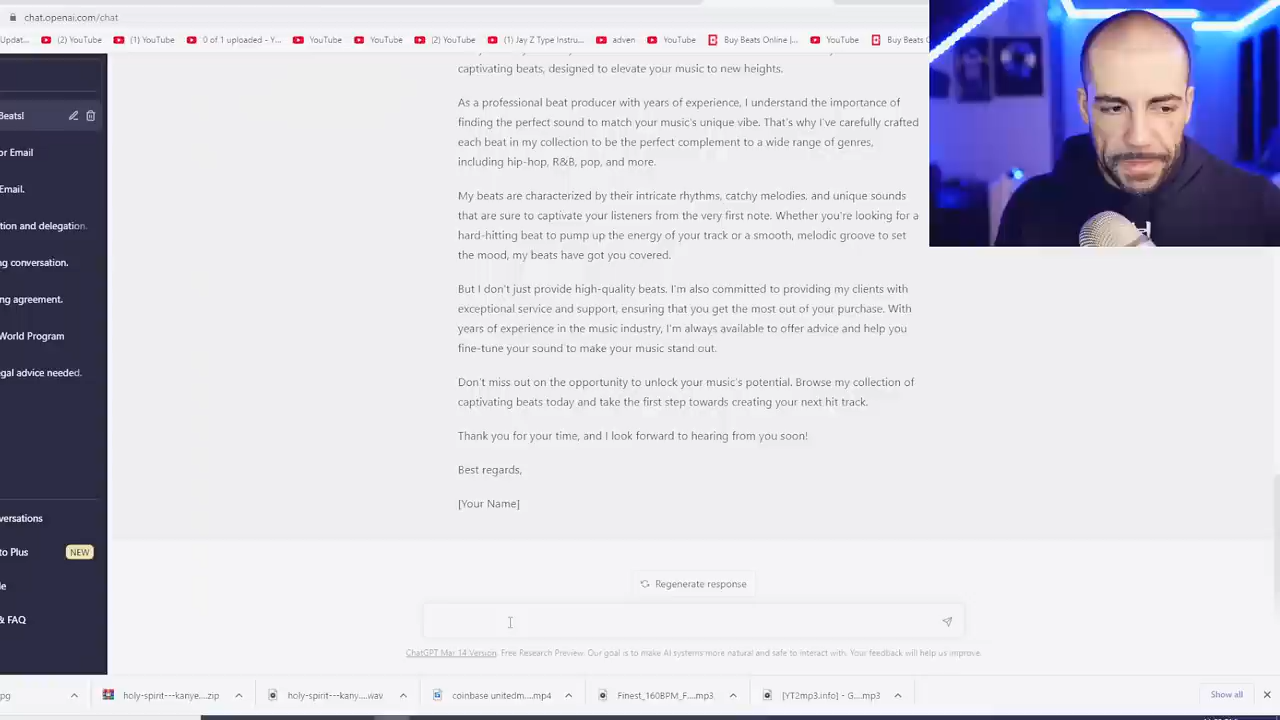 chat.openai.com/chat
Updat... (2) YouTube (1) YouTube 0 of 1 uploaded - Y... YouTube YouTube (2) YouTube (1) Jay Z Type Instru... adven YouTube Buy Beats Online |... YouTube Buy Beats O
captivating beats, designed to elevate your music to new heights.
Beats!
As a professional beat producer with years of experience, I understand the importance of
finding the perfect sound to match your music's unique vibe. That's why I've carefully crafted
each beat in my collection to be the perfect complement to a wide range of genres,
including hip-hop, R&B, pop, and more.
or Email
Email.
My beats are characterized by their intricate rhythms, catchy melodies, and unique sounds
that are sure to captivate your listeners from the very first note. Whether you're looking for a
hard-hitting beat to pump up the energy of your track or a smooth, melodic groove to set
the mood, my beats have got you covered.
tion and delegation.
ng conversation.
ing agreement.
World Program
egal advice needed.
But I don't just provide high-quality beats. I'm also committed to providing my clients with
exceptional service and support, ensuring that you get the most out of your purchase. With
years of experience in the music industry, I'm always available to offer advice and help you
fine-tune your sound to make your music stand out.
Don't miss out on the opportunity to unlock your music's potential. Browse my collection of
captivating beats today and take the first step towards creating your next hit track.
Thank you for your time, and I look forward to hearing from you soon!
Best regards,
[Your Name]
versations
to Plus NEW
e
& FAQ
Regenerate response
ChatGPT Mar 14 Version. Free Research Preview. Our goal is to make AI systems more natural and safe to interact with. Your feedback will help us improve.
pg holy-spirit---kanye....zip holy-spirit---kany....wav coinbase unitedm....mp4 Finest_160BPM_F....mp3 [YT2mp3.info] - G....mp3 Show all